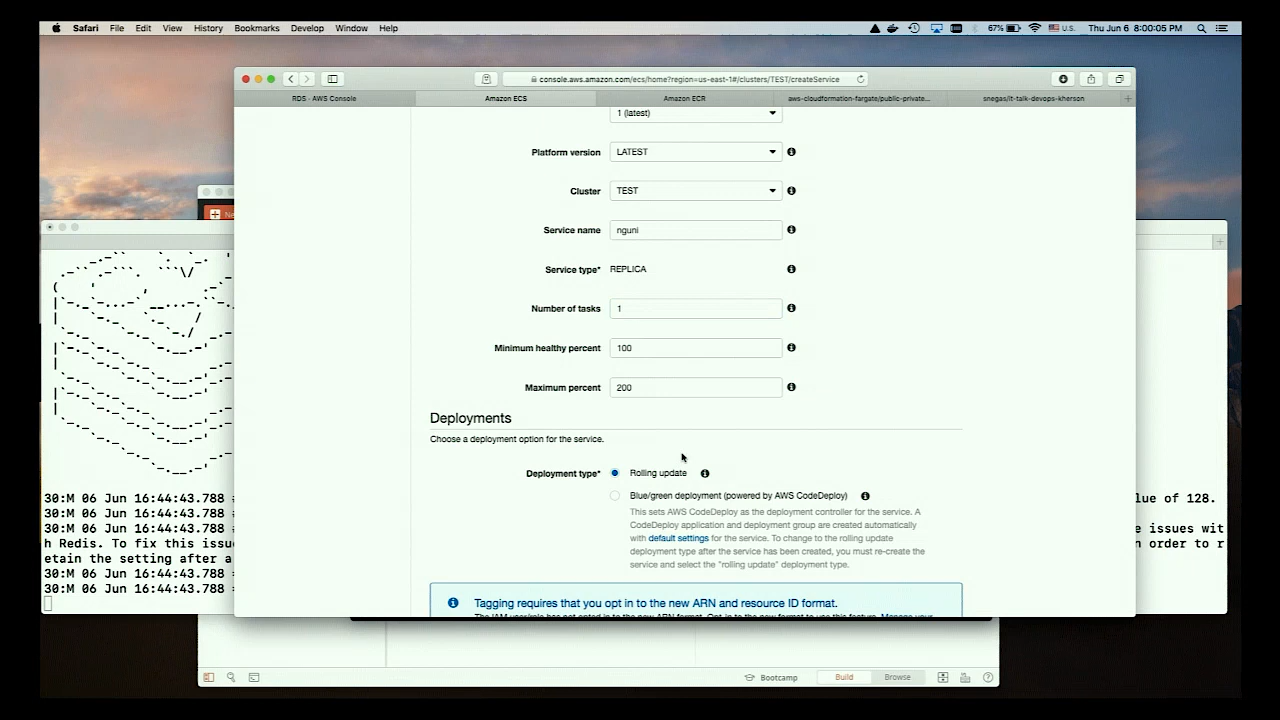 Safari File Edit View History Bookmarks Develop Window Help
67% U.S. Thu Jun 6 8:00:05 PM
console.aws.amazon.com/ecs/home?region=us-east-1#/clusters/TEST/createService
RDS - AWS Console
Amazon ECS
Amazon ECR
aws-cloudformation-fargate/public-private...
snegas/it-talk-devops-kherson
1 (latest)
Platform version LATEST
Cluster TEST
Service name nguni
Service type* REPLICA
Number of tasks 1
Minimum healthy percent 100
Maximum percent 200
Deployments
Choose a deployment option for the service.
Deployment type* Rolling update
Blue/green deployment (powered by AWS CodeDeploy)
This sets AWS CodeDeploy as the deployment controller for the service. A
CodeDeploy application and deployment group are created automatically
with default settings for the service. To change to the rolling update
deployment type after the service has been created, you must re-create the
service and select the "rolling update" deployment type.
Tagging requires that you opt in to the new ARN and resource ID format.
30:M 06 Jun 16:44:43.788
lue of 128.
30:M 06 Jun 16:44:43.788
30:M 06 Jun 16:44:43.788
e issues wit
h Redis. To fix this issu
n order to r
etain the setting after a
30:M 06 Jun 16:44:43.788
30:M 06 Jun 16:44:43.788
Bootcamp Build Browse